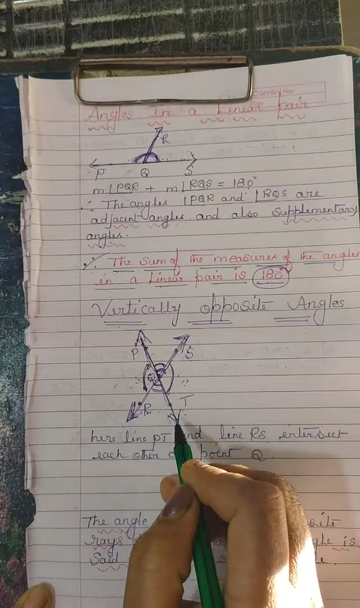 Angles in a Linear pair
R
P Q S
m∠PQR + m∠RQS = 180°
∴ The angles ∠PQR and ∠RQS are
adjacent angles and also supplementary
angles.
∴ The sum of the measures of the angles
in a Linear pair is 180°
Vertically opposite Angles
P S
Q
R T
here line PT and line RS, entersect
each other point Q.
The angle
rays is
Said